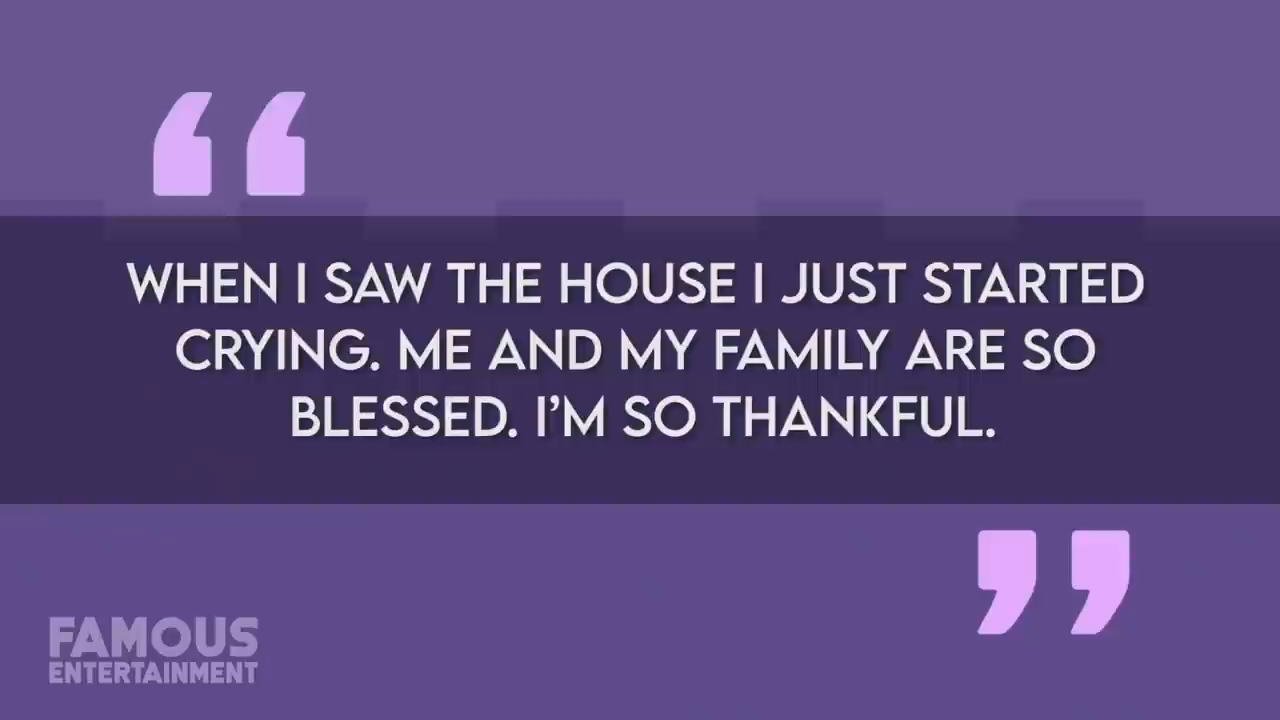 WHEN I SAW THE HOUSE I JUST STARTED
CRYING. ME AND MY FAMILY ARE SO
BLESSED. I’M SO THANKFUL.
FAMOUS
ENTERTAINMENT